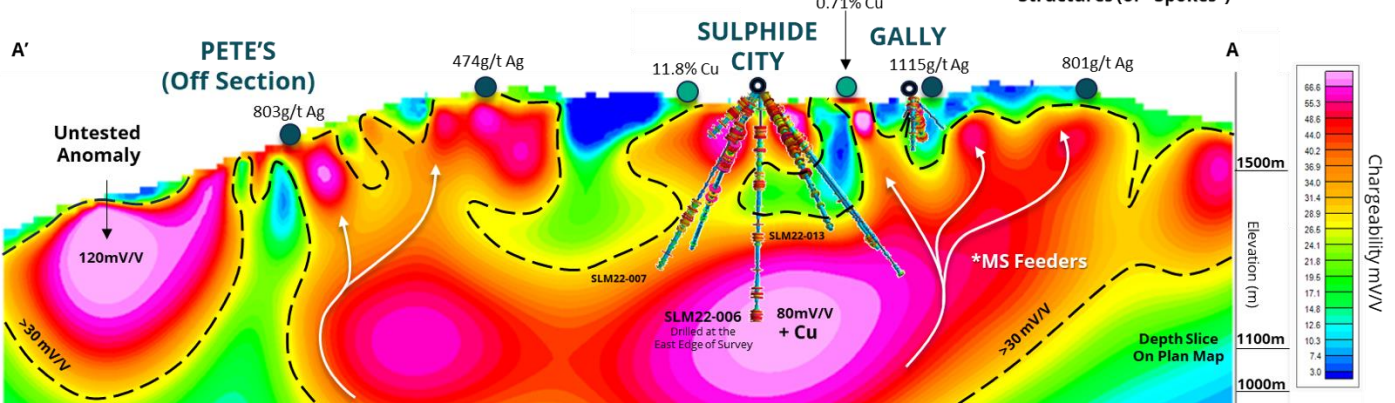 0.71% Cu
Structures (or "Spokes")
A'
PETE'S
(Off Section)
474g/t Ag
11.8% Cu
SULPHIDE
CITY
GALLY
1115g/t Ag
801g/t Ag
A
803g/t Ag
Untested
Anomaly
120mV/V
>30 mV/V
SLM22-007
SLM22-013
SLM22-006
Drilled at the
East Edge of Survey
80mV/V
+ Cu
*MS Feeders
>30 mV/V
Depth Slice
On Plan Map
1500m
1100m
1000m
Elevation (m)
66.6
55.3
48.6
44.0
40.2
36.9
34.0
31.4
28.9
26.5
24.1
21.8
19.5
17.1
14.8
12.6
10.3
7.4
3.0
Chargeability mV/V